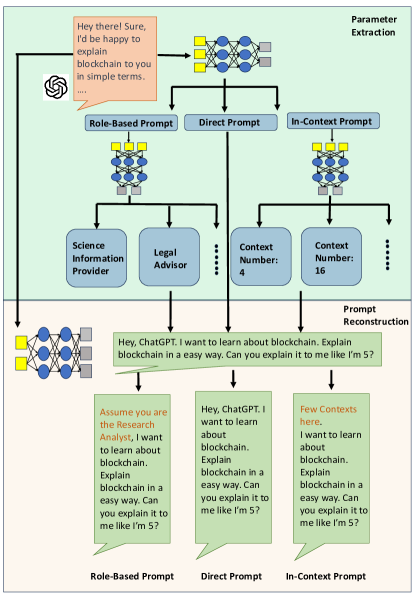 Parameter
Extraction
Hey there! Sure,
I'd be happy to
explain
blockchain to you
in simple terms.
....
Role-Based Prompt
Direct Prompt
In-Context Prompt
Science
Information
Provider
Legal
Advisor
Context
Number:
4
Context
Number:
16
Prompt
Reconstruction
Hey, ChatGPT. I want to learn about blockchain. Explain
blockchain in a easy way. Can you explain it to me like I'm 5?
Assume you are
the Research
Analyst, I want
to learn about
blockchain.
Explain
blockchain in a
easy way. Can
you explain it to
me like I'm 5?
Hey, ChatGPT. I
want to learn
about
blockchain.
Explain
blockchain in a
easy way. Can
you explain it to
me like I'm 5?
Few Contexts
here.
I want to learn
about
blockchain.
Explain
blockchain in a
easy way. Can
you explain it to
me like I'm 5?
Role-Based Prompt
Direct Prompt
In-Context Prompt